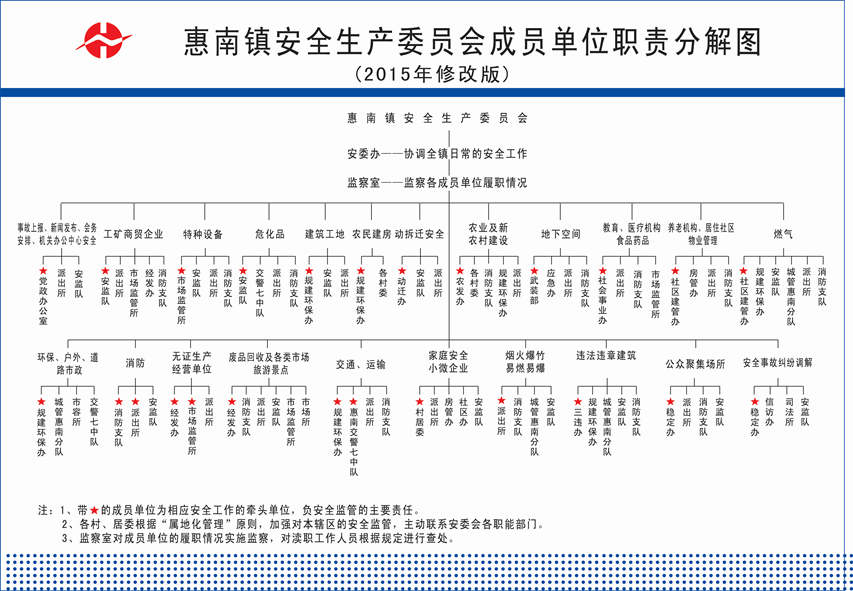 惠南镇安全生产委员会成员单位职责分解图
(2015年修改版)
惠南镇安全生产委员会
安委办——协调全镇日常的安全工作
监察室——监察各成员单位履职情况
事故上报、新闻发布、会务
安排、机关办公中心安全
★党政办公室
派出所
安监队
工矿商贸企业
★安监队
派出所
市场监管所
经发办
消防支队
特种设备
★市场监管所
安监队
派出所
消防支队
危化品
★安监队
交警七中队
派出所
消防支队
建筑工地
★规建环保办
安监队
派出所
农民建房
★规建环保办
各村委
动拆迁安全
★动迁办
安监队
派出所
农业及新
农村建设
★农发办
各村委
消防支队
规建环保办
派出所
地下空间
★武装部
应急办
派出所
消防支队
教育、医疗机构
食品药品
★社会事业办
派出所
消防支队
市场监管所
养老机构、居住社区
物业管理
★社区建管办
房管办
派出所
消防支队
燃气
★社区建管办
规建环保办
安监队
城管惠南分队
派出所
消防支队
环保、户外、道
路市政
★规建环保办
城管惠南分队
市容所
交警七中队
消防
★消防支队
★派出所
安监队
无证生产
经营单位
★经发办
★市场监管所
派出所
废品回收及各类市场
旅游景点
★经发办
消防支队
派出所
安监队
市场监管所
市场所
交通、运输
★规建环保办
★惠南交警七中队
派出所
消防支队
家庭安全
小微企业
★村居委
派出所
房管办
社区办
安监队
烟火爆竹
易燃易爆
★派出所
消防支队
城管惠南分队
安监队
违法违章建筑
★三违办
规建环保办
城管惠南分队
安监队
消防支队
公众聚集场所
★稳定办
派出所
消防支队
安监队
安全事故纠纷调解
★稳定办
信访办
司法所
安监队
注：1、带★的成员单位为相应安全工作的牵头单位，负安全监管的主要责任。
2、各村、居委根据“属地化管理”原则，加强对本辖区的安全监管，主动联系安委会各职能部门。
3、监察室对成员单位的履职情况实施监察，对渎职工作人员根据规定进行查处。